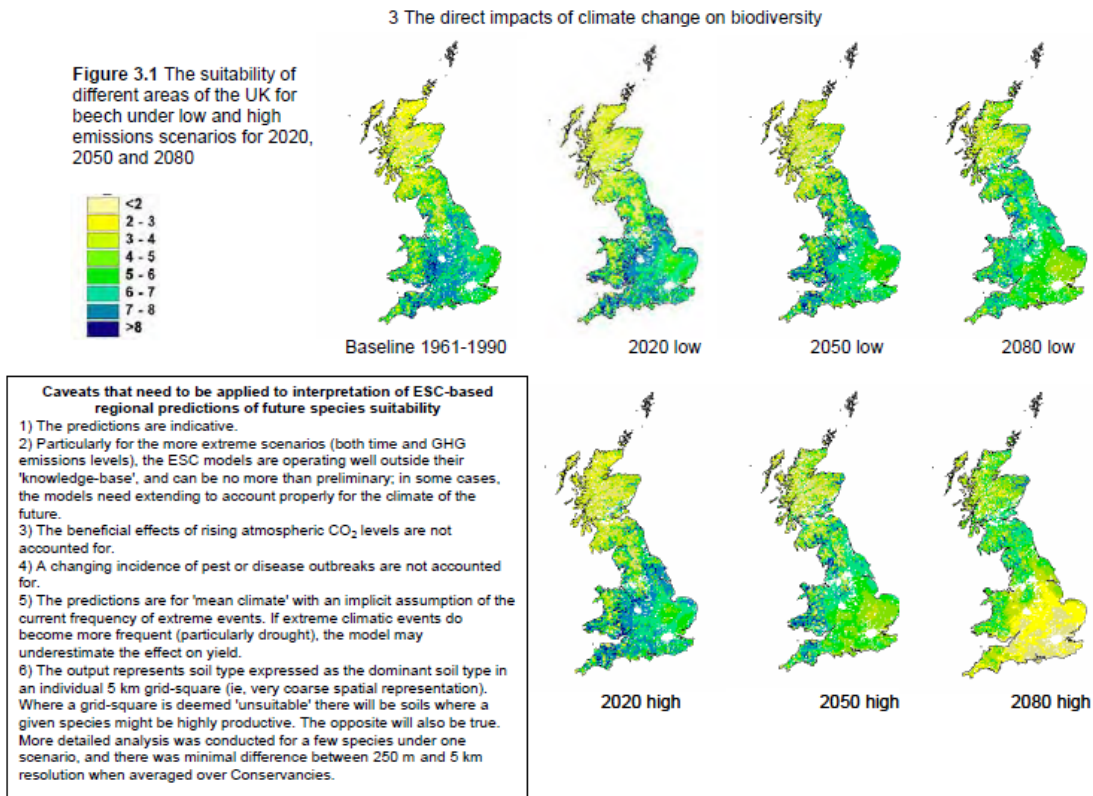 3 The direct impacts of climate change on biodiversity
Figure 3.1 The suitability of
different areas of the UK for
beech under low and high
emissions scenarios for 2020,
2050 and 2080
<2
2 - 3
3 - 4
4 - 5
5 - 6
6 - 7
7 - 8
>8
Baseline 1961-1990
2020 low
2050 low
2080 low
Caveats that need to be applied to interpretation of ESC-based
regional predictions of future species suitability
1) The predictions are indicative.
2) Particularly for the more extreme scenarios (both time and GHG
emissions levels), the ESC models are operating well outside their
'knowledge-base', and can be no more than preliminary; in some cases,
the models need extending to account properly for the climate of the
future.
3) The beneficial effects of rising atmospheric CO₂ levels are not
accounted for.
4) A changing incidence of pest or disease outbreaks are not accounted
for.
5) The predictions are for 'mean climate' with an implicit assumption of the
current frequency of extreme events. If extreme climatic events do
become more frequent (particularly drought), the model may
underestimate the effect on yield.
6) The output represents soil type expressed as the dominant soil type in
an individual 5 km grid-square (ie, very coarse spatial representation).
Where a grid-square is deemed 'unsuitable' there will be soils where a
given species might be highly productive. The opposite will also be true.
More detailed analysis was conducted for a few species under one
scenario, and there was minimal difference between 250 m and 5 km
resolution when averaged over Conservancies.
2020 high
2050 high
2080 high